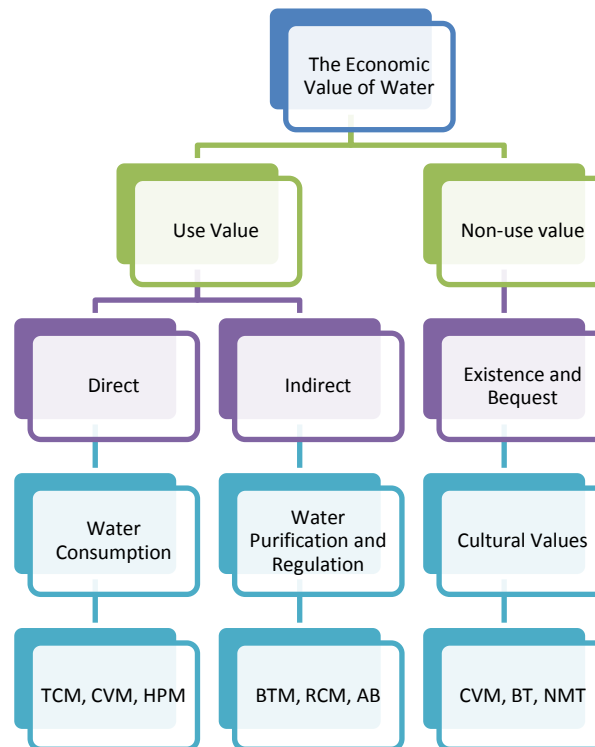 The Economic
Value of Water
Use Value
Non-use value
Direct
Indirect
Existence and
Bequest
Water
Consumption
Water
Purification and
Regulation
Cultural Values
TCM, CVM, HPM
BTM, RCM, AB
CVM, BT, NMT